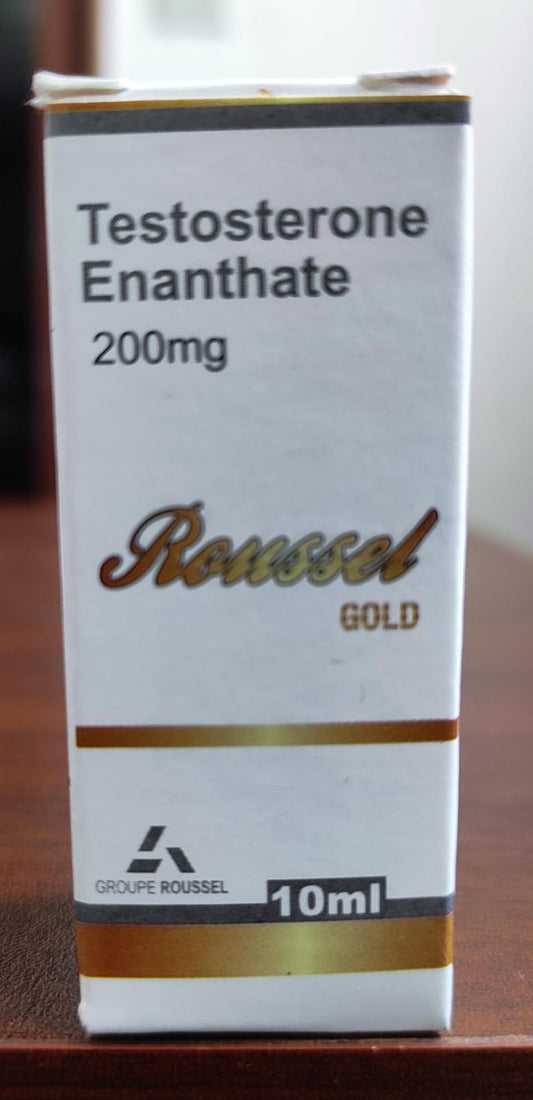 Testosterone
Enanthate
200mg
Roussel
GOLD
GROUPE ROUSSEL
10ml